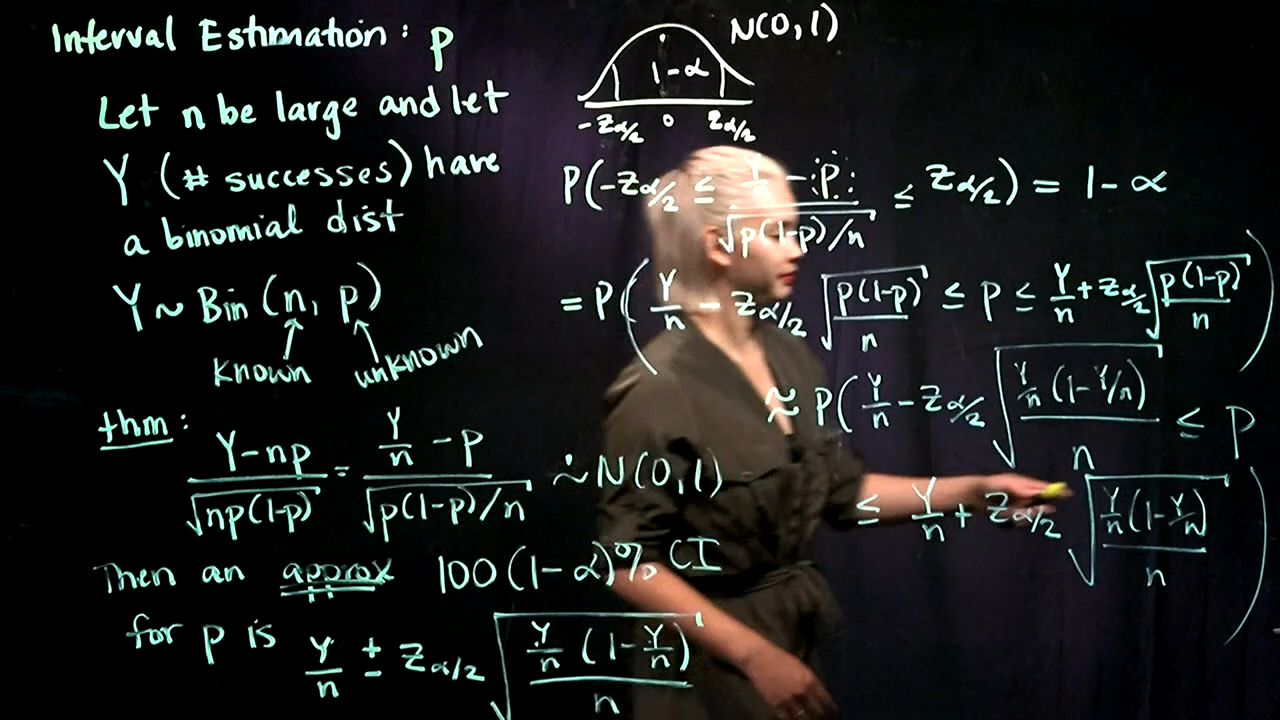 Interval Estimation: p
Let n be large and let
Y (# successes) have
a binomial dist
Y ~ Bin (n, p)
known unknown
thm:
Y-np / √np(1-p) = Y/n - p / √p(1-p)/n ∼̇ N(0,1)
Then an approx 100(1-α)% CI
for p is Y/n ± Zα/2 √(Y/n (1-Y/n) / n)
N(0,1)
1-α
-Zα/2 0 Zα/2
P(-Zα/2 ≤ Y/n - p / √p(1-p)/n ≤ Zα/2) = 1-α
= P(Y/n - Zα/2 √(p(1-p) / n) ≤ p ≤ Y/n + Zα/2 √(p(1-p) / n))
≈ P(Y/n - Zα/2 √(Y/n (1-Y/n) / n) ≤ p
≤ Y/n + Zα/2 √(Y/n (1-Y/n) / n))